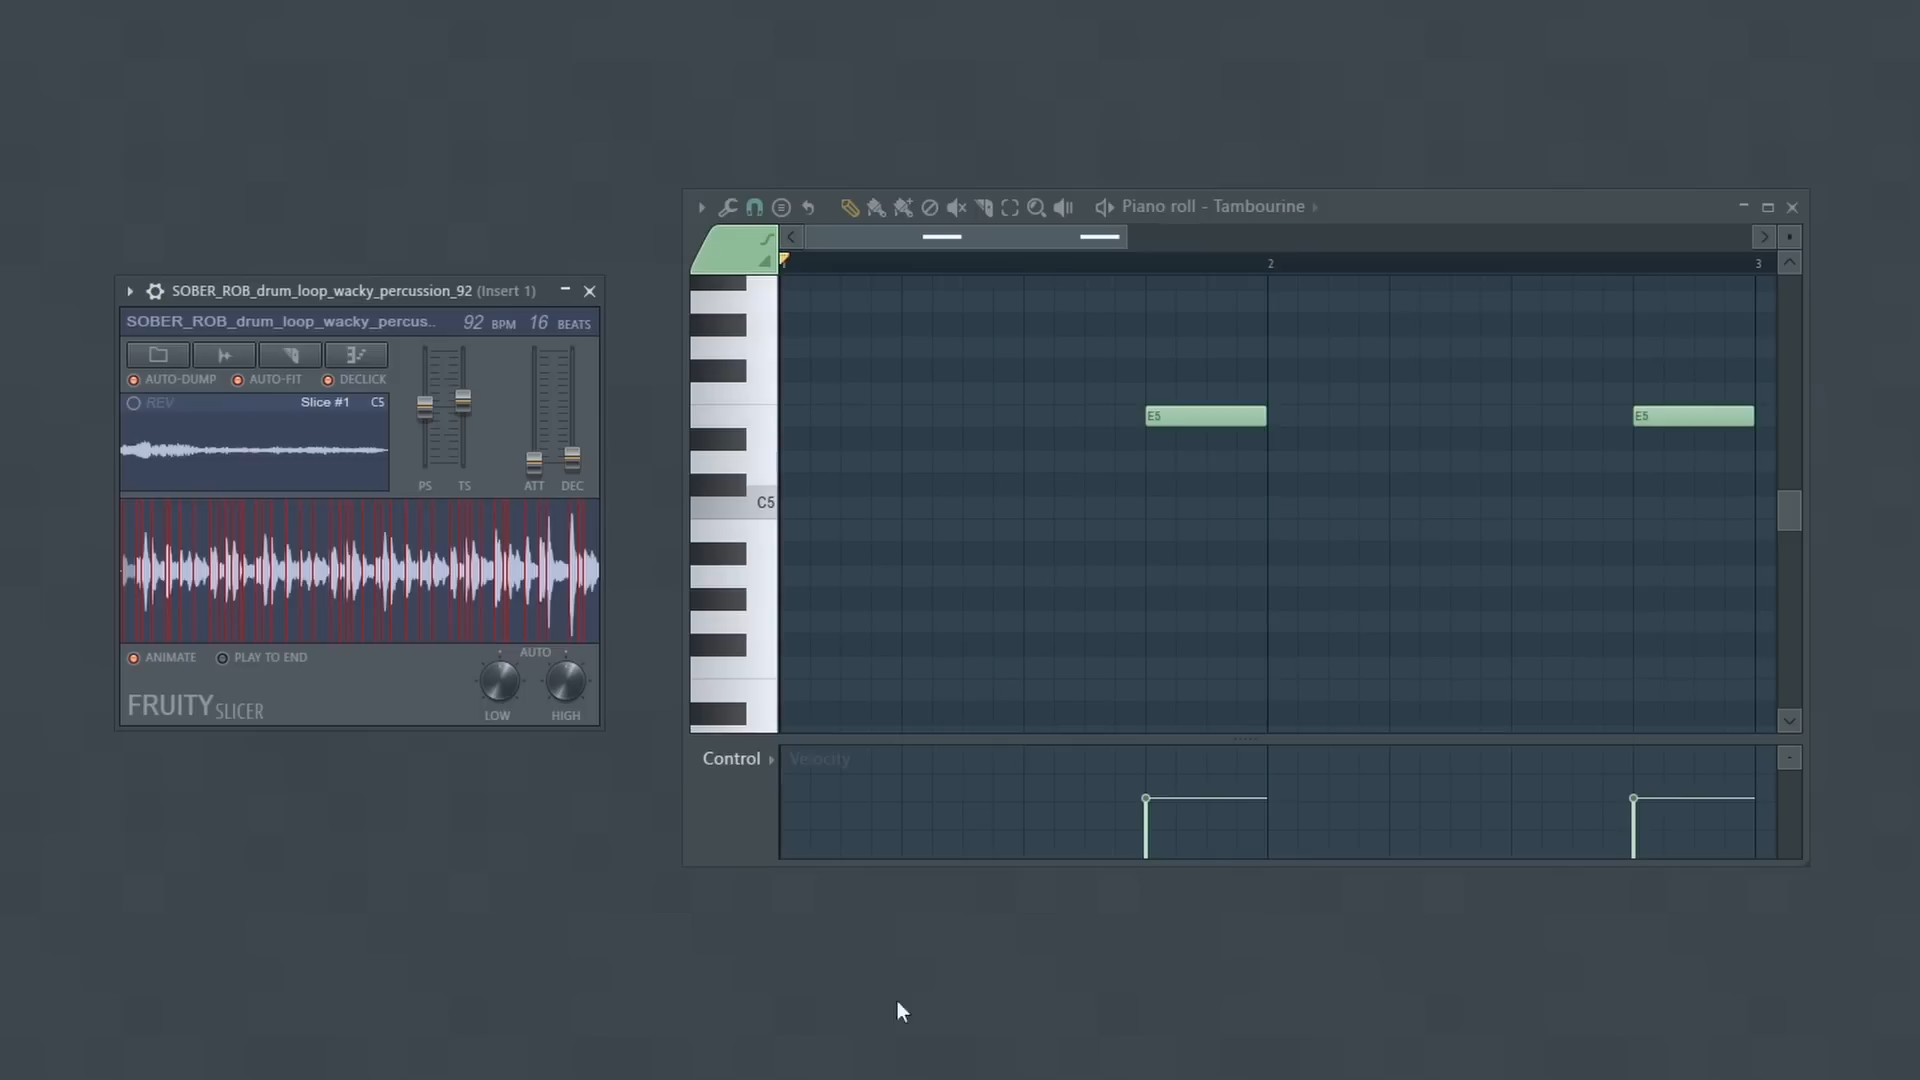 SOBER_ROB_drum_loop_wacky_percussion_92 (Insert 1)
SOBER_ROB_drum_loop_wacky_percus.. 92 BPM 16 BEATS
AUTO-DUMP AUTO-FIT DECLICK
REV Slice #1 C5
PS TS ATT DEC
ANIMATE PLAY TO END AUTO
FRUITY SLICER
LOW HIGH
Piano roll - Tambourine
2 3
E5 E5
C5
Control Velocity